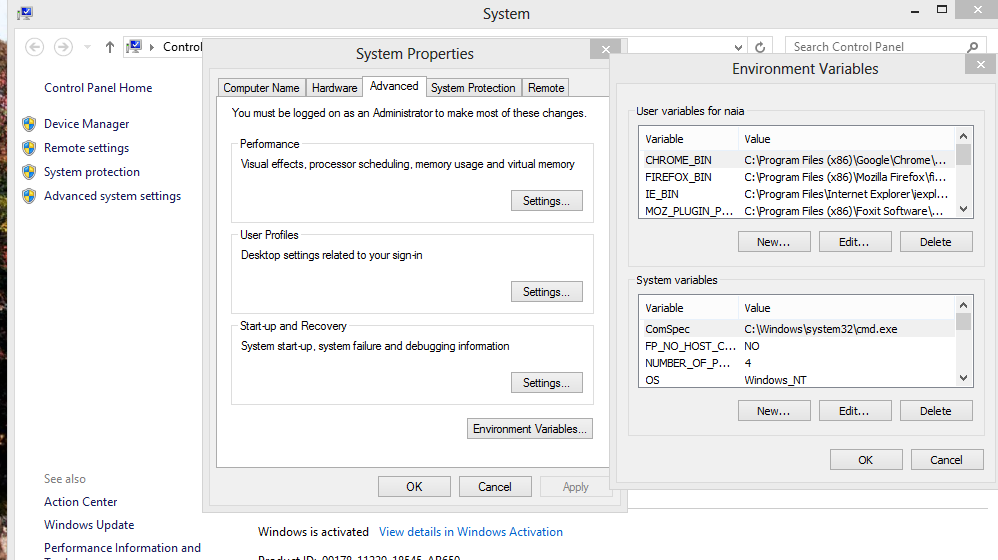 System
Control
Search Control Panel
Control Panel Home
Device Manager
Remote settings
System protection
Advanced system settings
See also
Action Center
Windows Update
Performance Information and
System Properties
Computer Name
Hardware
Advanced
System Protection
Remote
You must be logged on as an Administrator to make most of these changes.
Performance
Visual effects, processor scheduling, memory usage and virtual memory
Settings...
User Profiles
Desktop settings related to your sign-in
Settings...
Start-up and Recovery
System start-up, system failure and debugging information
Settings...
Environment Variables...
OK Cancel Apply
Windows is activated View details in Windows Activation
Environment Variables
User variables for naia
Variable Value
CHROME_BIN C:\Program Files (x86)\Google\Chrome\...
FIREFOX_BIN C:\Program Files (x86)\Mozilla Firefox\fi...
IE_BIN C:\Program Files\Internet Explorer\iexpl...
MOZ_PLUGIN_P... C:\Program Files (x86)\Foxit Software\...
New... Edit... Delete
System variables
Variable Value
ComSpec C:\Windows\system32\cmd.exe
FP_NO_HOST_C... NO
NUMBER_OF_P... 4
OS Windows_NT
New... Edit... Delete
OK Cancel